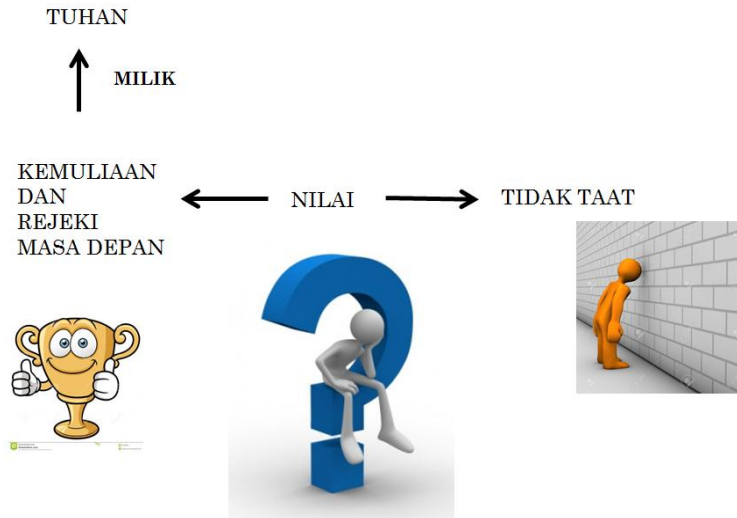 TUHAN
MILIK
KEMULIAAN
DAN
REJEKI
MASA DEPAN
NILAI
TIDAK TAAT